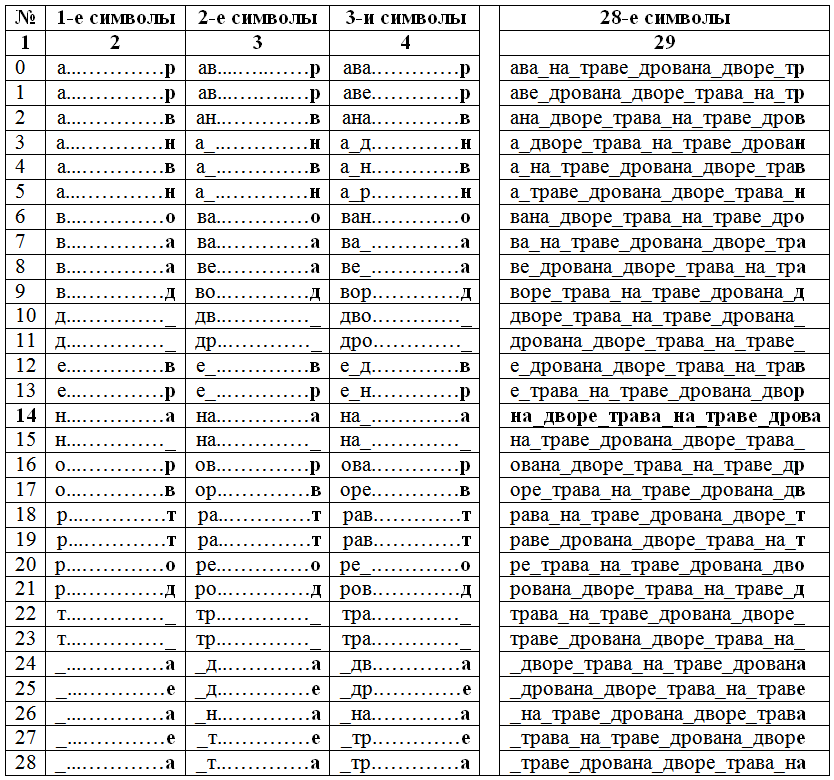 № 1-е символы 2-е символы 3-и символы 28-е символы
1 2 3 4 29
0 а...…………р ав....…..……р ава…………р ава_на_траве_дрована_дворе_тр
1 а...…………р ав...………..…р аве…………р аве_дрована_дворе_трава_на_тр
2 а...…………в ан...…………в ана…………в ана_дворе_трава_на_траве_дров
3 а...…………н а_...…………н а_д…………н а_дворе_трава_на_траве_дрован
4 а...…………в а_...…………в а_н…………в а_на_траве_дрована_дворе_трав
5 а...…………н а_...…………н а_р…………н а_траве_дрована_дворе_трава_н
6 в...…………о ва...…………о ван…………о вана_дворе_трава_на_траве_дро
7 в...…………а ва...…………а ва_…………а ва_на_траве_дрована_дворе_тра
8 в...…………а ве...…………а ве_…………а ве_дрована_дворе_трава_на_тра
9 в...…………д во...…………д вор…………д воре_трава_на_траве_дрована_д
10 д...…………_ дв...…………_ дво…………_ дворе_трава_на_траве_дрована_
11 д...…………_ др...…………_ дро…………_ дрована_дворе_трава_на_траве_
12 е...…………в е_...…………в е_д…………в е_дрована_дворе_трава_на_трав
13 е...…………р е_...…………р е_н…………р е_трава_на_траве_дрована_двор
14 н...…………а на...…………а на_…………а на_дворе_трава_на_траве_дрова
15 н...…………_ на...…………_ на_…………_ на_траве_дрована_дворе_трава_
16 о...…………р ов...…………р ова…………р ована_дворе_трава_на_траве_др
17 о...…………в ор...…………в оре…………в оре_трава_на_траве_дрована_дв
18 р...…………т ра...…………т рав…………т рава_на_траве_дрована_дворе_т
19 р...…………т ра...…………т рав…………т раве_дрована_дворе_трава_на_т
20 р...…………о ре...…………о ре_…………о ре_трава_на_траве_дрована_дво
21 р...…………д ро...…………д ров…………д рована_дворе_трава_на_траве_д
22 т...…………_ тр...…………_ тра…………_ трава_на_траве_дрована_дворе_
23 т...…………_ тр...…………_ тра…………_ траве_дрована_дворе_трава_на_
24 _...…………а _д...…………а _дв…………а _дворе_трава_на_траве_дрована
25 _...…………е _д...…………е _др…………е _дрована_дворе_трава_на_траве
26 _...…………а _н...…………а _на…………а _на_траве_дрована_дворе_трава
27 _...…………е _т...…………е _тр…………е _трава_на_траве_дрована_дворе
28 _...…………а _т...…………а _тр…………а _траве_дрована_дворе_трава_на